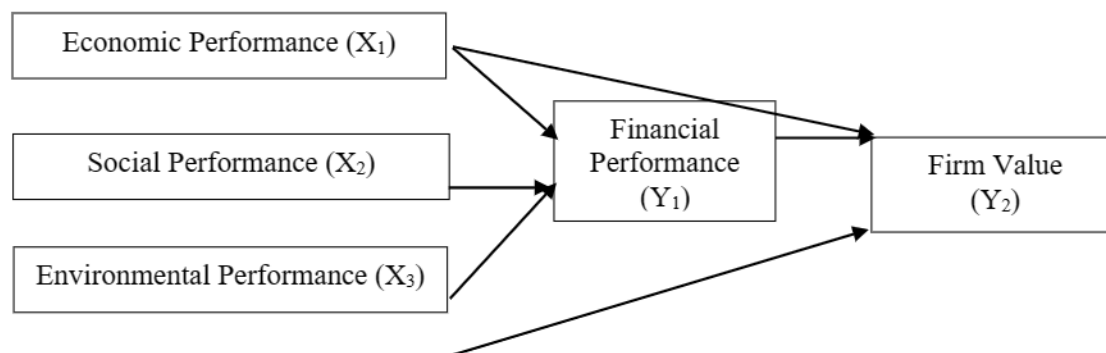 Economic Performance (X₁)
Social Performance (X₂)
Environmental Performance (X₃)
Financial
Performance
(Y₁)
Firm Value
(Y₂)